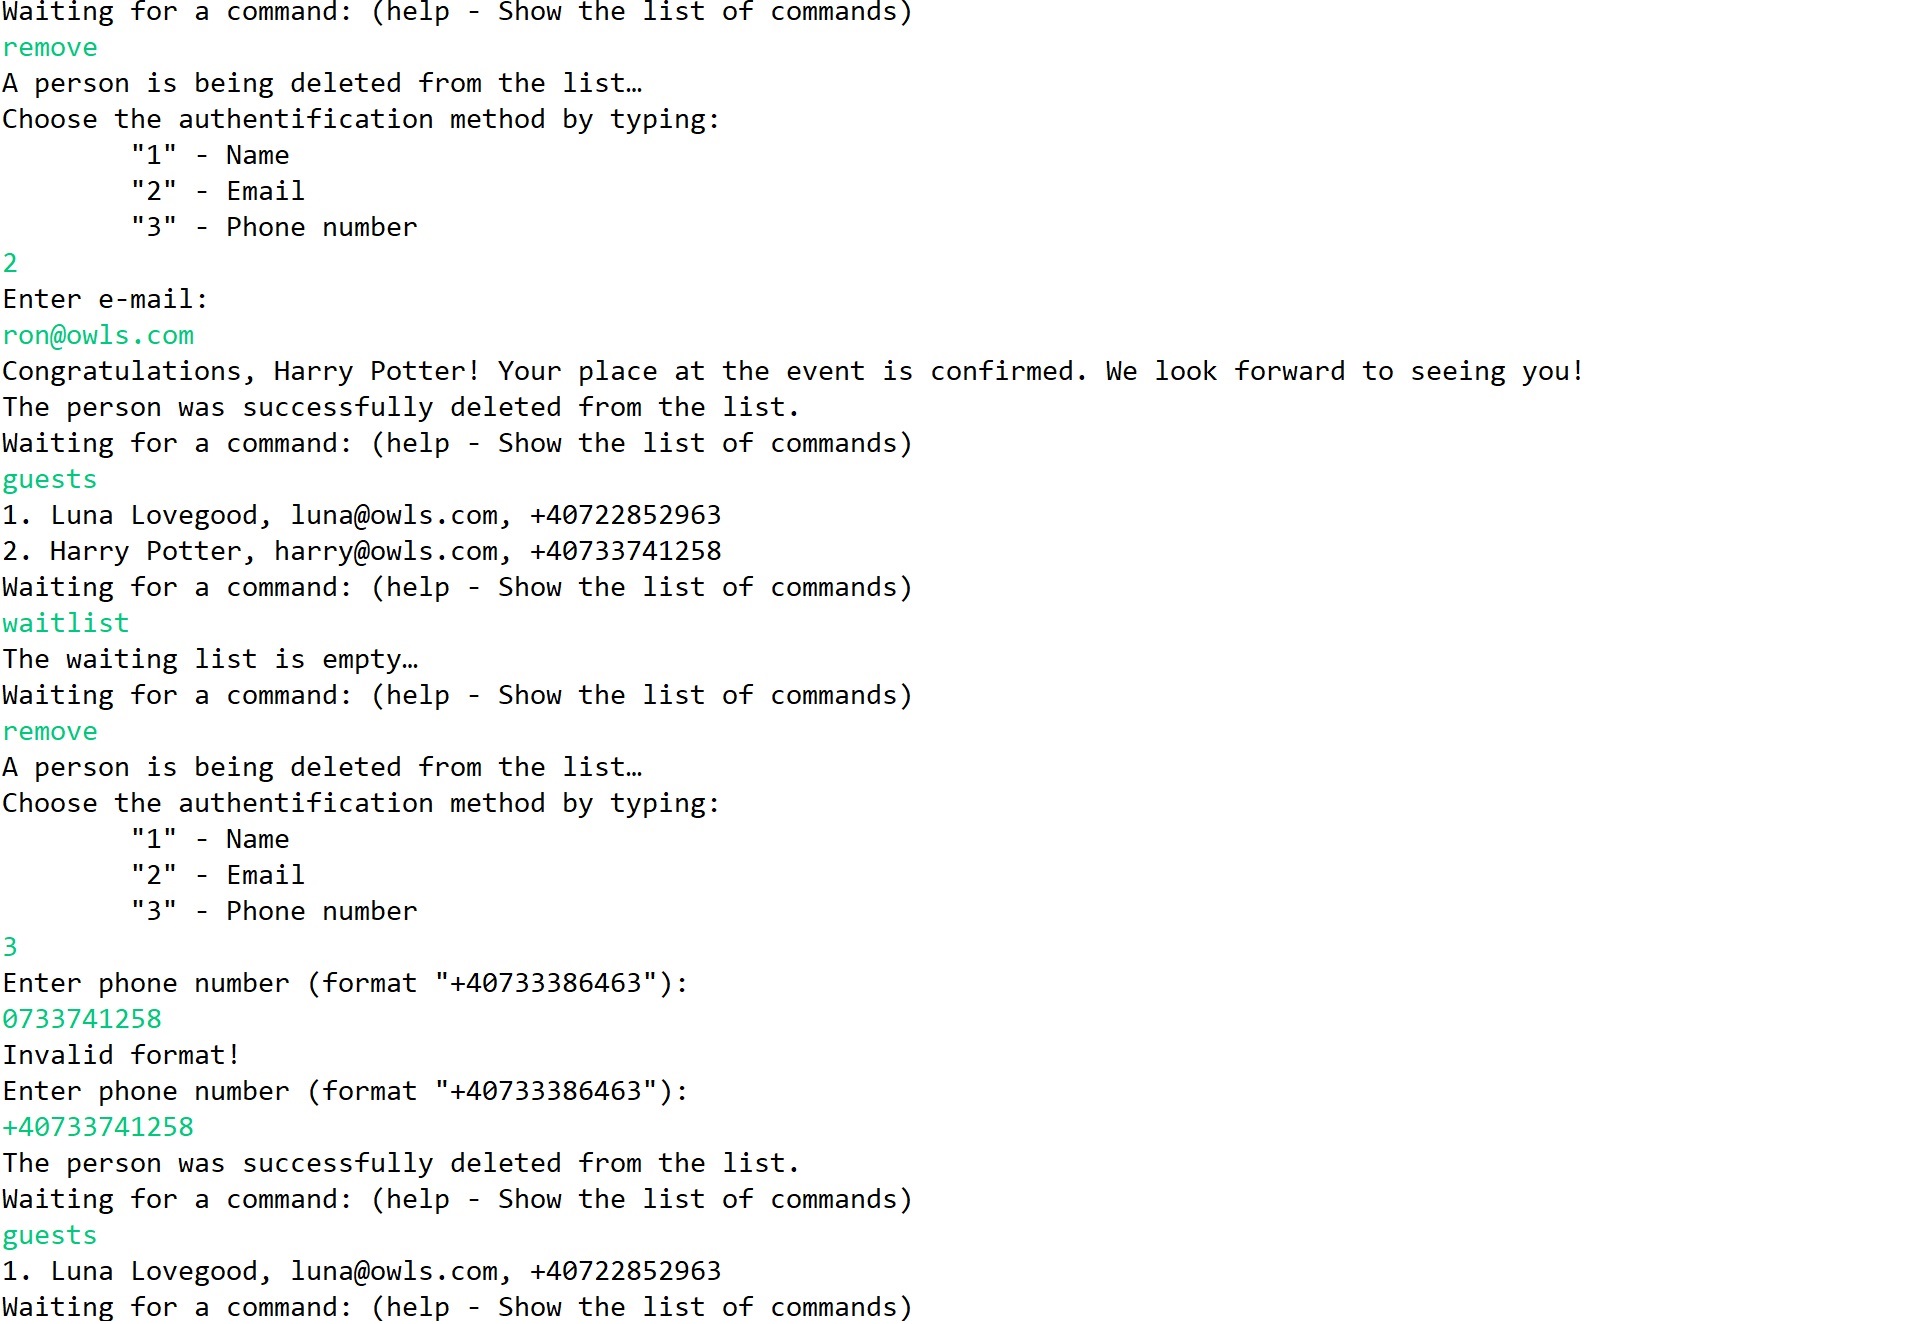 Waiting for a command: (help - Show the list of commands)
remove
A person is being deleted from the list…
Choose the authentification method by typing:
"1" - Name
"2" - Email
"3" - Phone number
2
Enter e-mail:
ron@owls.com
Congratulations, Harry Potter! Your place at the event is confirmed. We look forward to seeing you!
The person was successfully deleted from the list.
Waiting for a command: (help - Show the list of commands)
guests
1. Luna Lovegood, luna@owls.com, +40722852963
2. Harry Potter, harry@owls.com, +40733741258
Waiting for a command: (help - Show the list of commands)
waitlist
The waiting list is empty…
Waiting for a command: (help - Show the list of commands)
remove
A person is being deleted from the list…
Choose the authentification method by typing:
"1" - Name
"2" - Email
"3" - Phone number
3
Enter phone number (format "+40733386463"):
0733741258
Invalid format!
Enter phone number (format "+40733386463"):
+40733741258
The person was successfully deleted from the list.
Waiting for a command: (help - Show the list of commands)
guests
1. Luna Lovegood, luna@owls.com, +40722852963
Waiting for a command: (help - Show the list of commands)